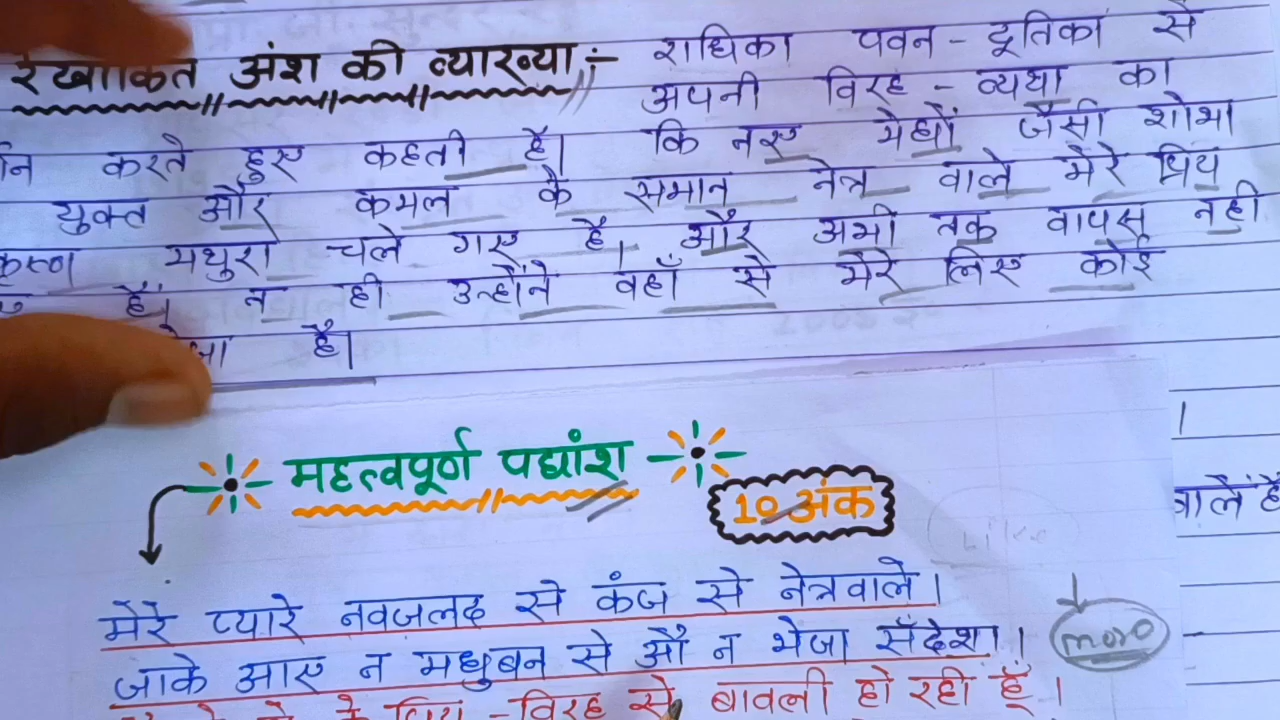 रेखांकित अंश की व्याख्या :- राधिका पवन - दूतिका से
अपनी विरह - व्यथा का
करते हुए कहती है। कि नए मेघों जैसी शोभा
युक्त और कमल के समान नेत्र वाले मेरे प्रिय
कृष्ण मथुरा चले गए है। और अभी तक वापस नही
हैं। न ही उन्होंने वहाँ से मेरे लिए कोई
है।
महत्वपूर्ण पद्यांश
10 अंक
मेरे प्यारे नवजलद से कंज से नेत्रवाले।
जाके आए न मधुबन से औ न भेजा सँदेशा।
more
-विरह से बावली हो रही हूँ।